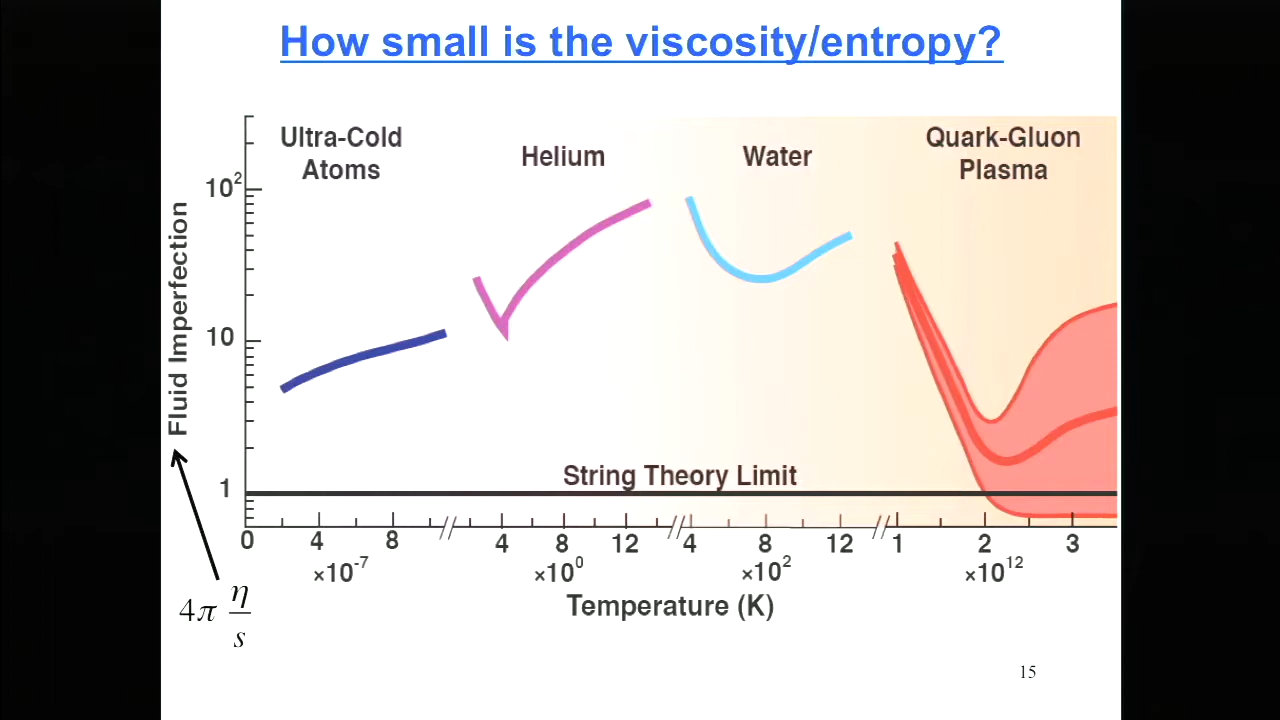 How small is the viscosity/entropy?
Ultra-Cold
Atoms
Helium
Water
Quark-Gluon
Plasma
Fluid Imperfection
10²
10
1
String Theory Limit
0 4 8 4 8 12 4 8 12 1 2 3
×10⁻⁷ ×10⁰ ×10² ×10¹²
Temperature (K)
4π η/s
15